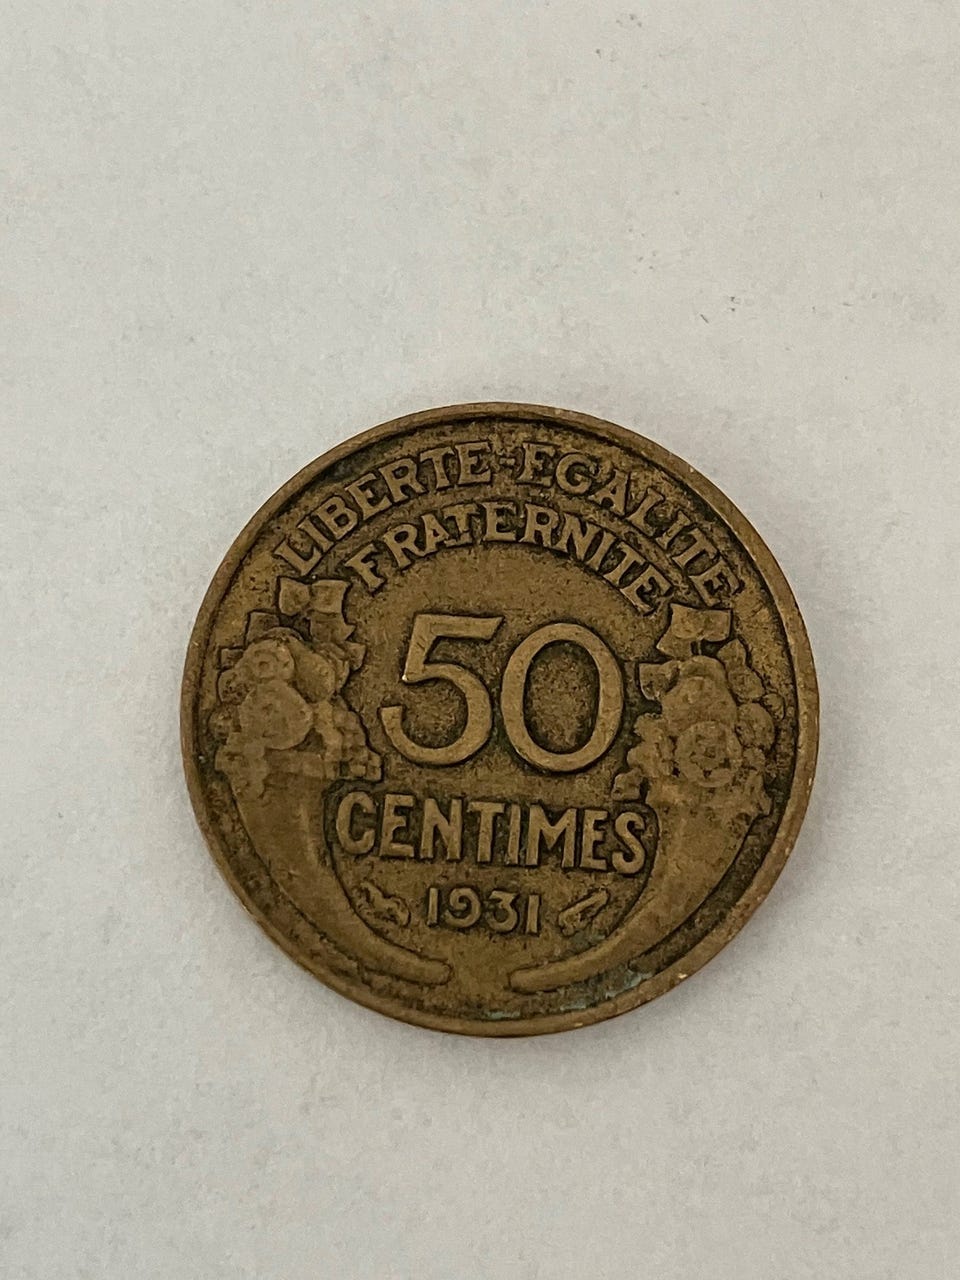 LIBERTE=EGALITE
FRATERNITE
50
CENTIMES
1931